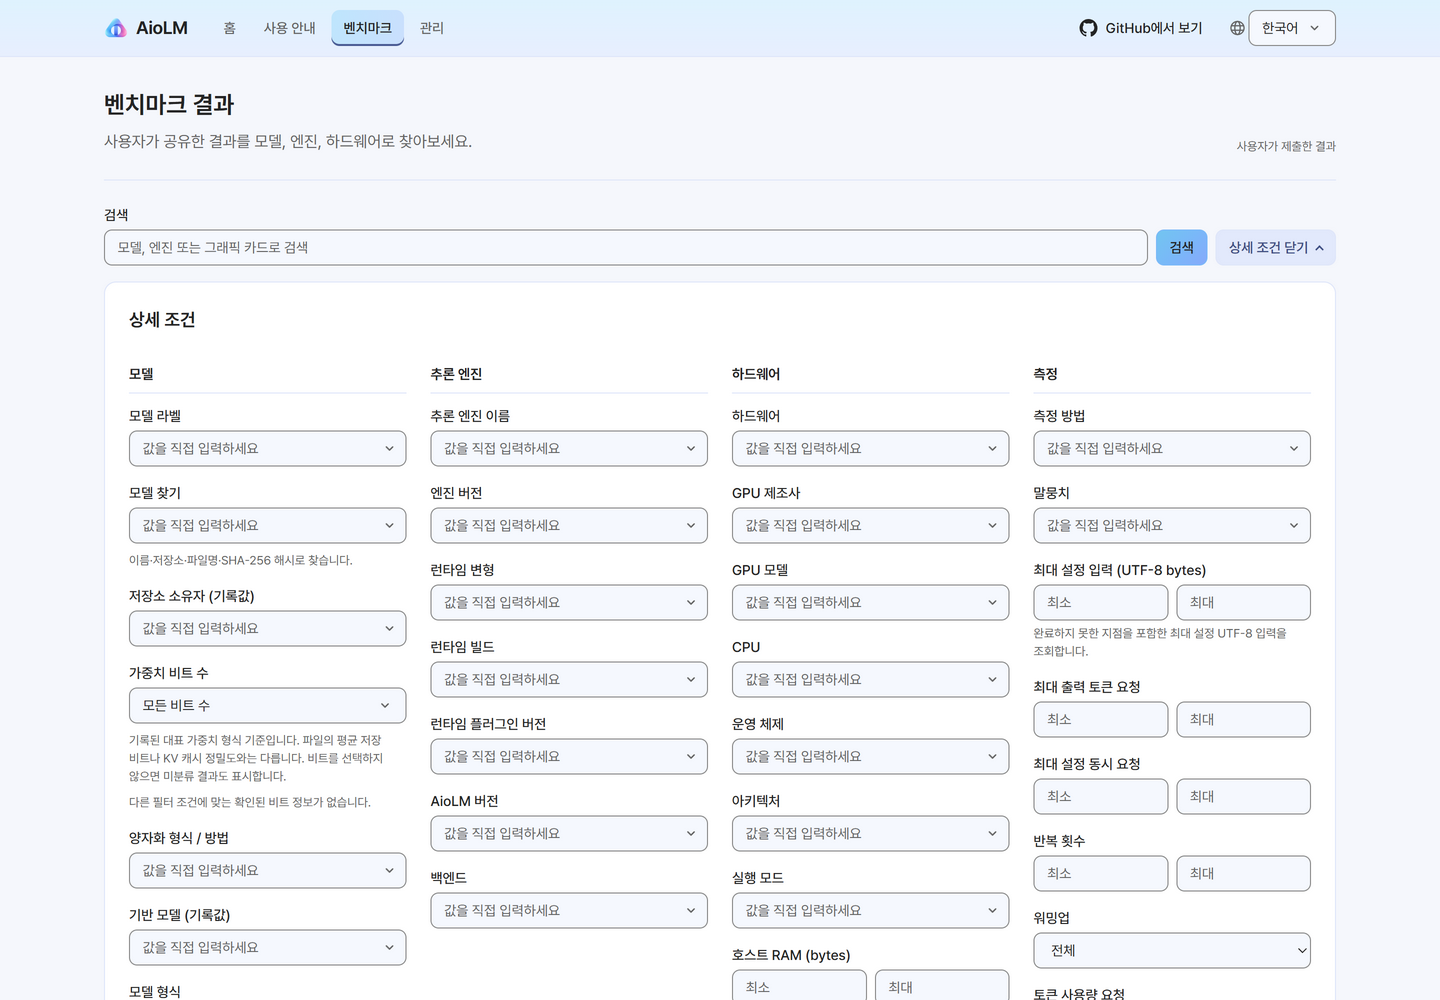 AioLM
홈
사용 안내
벤치마크
관리
GitHub에서 보기
한국어
벤치마크 결과
사용자가 공유한 결과를 모델, 엔진, 하드웨어로 찾아보세요.
사용자가 제출한 결과
검색
모델, 엔진 또는 그래픽 카드로 검색
검색
상세 조건 닫기
상세 조건
모델
모델 라벨
값을 직접 입력하세요
모델 찾기
값을 직접 입력하세요
이름·저장소·파일명·SHA-256 해시로 찾습니다.
저장소 소유자 (기록값)
값을 직접 입력하세요
가중치 비트 수
모든 비트 수
기록된 대표 가중치 형식 기준입니다. 파일의 평균 저장
비트나 KV 캐시 정밀도와는 다릅니다. 비트를 선택하지
않으면 미분류 결과도 표시합니다.
다른 필터 조건에 맞는 확인된 비트 정보가 없습니다.
양자화 형식 / 방법
값을 직접 입력하세요
기반 모델 (기록값)
값을 직접 입력하세요
모델 형식
추론 엔진
추론 엔진 이름
값을 직접 입력하세요
엔진 버전
값을 직접 입력하세요
런타임 변형
값을 직접 입력하세요
런타임 빌드
값을 직접 입력하세요
런타임 플러그인 버전
값을 직접 입력하세요
AioLM 버전
값을 직접 입력하세요
백엔드
값을 직접 입력하세요
하드웨어
하드웨어
값을 직접 입력하세요
GPU 제조사
값을 직접 입력하세요
GPU 모델
값을 직접 입력하세요
CPU
값을 직접 입력하세요
운영 체제
값을 직접 입력하세요
아키텍처
값을 직접 입력하세요
실행 모드
값을 직접 입력하세요
호스트 RAM (bytes)
최소
최대
측정
측정 방법
값을 직접 입력하세요
말뭉치
값을 직접 입력하세요
최대 설정 입력 (UTF-8 bytes)
최소
최대
완료하지 못한 지점을 포함한 최대 설정 UTF-8 입력을
조회합니다.
최대 출력 토큰 요청
최소
최대
최대 설정 동시 요청
최소
최대
반복 횟수
최소
최대
워밍업
전체
토큰 사용량 요청